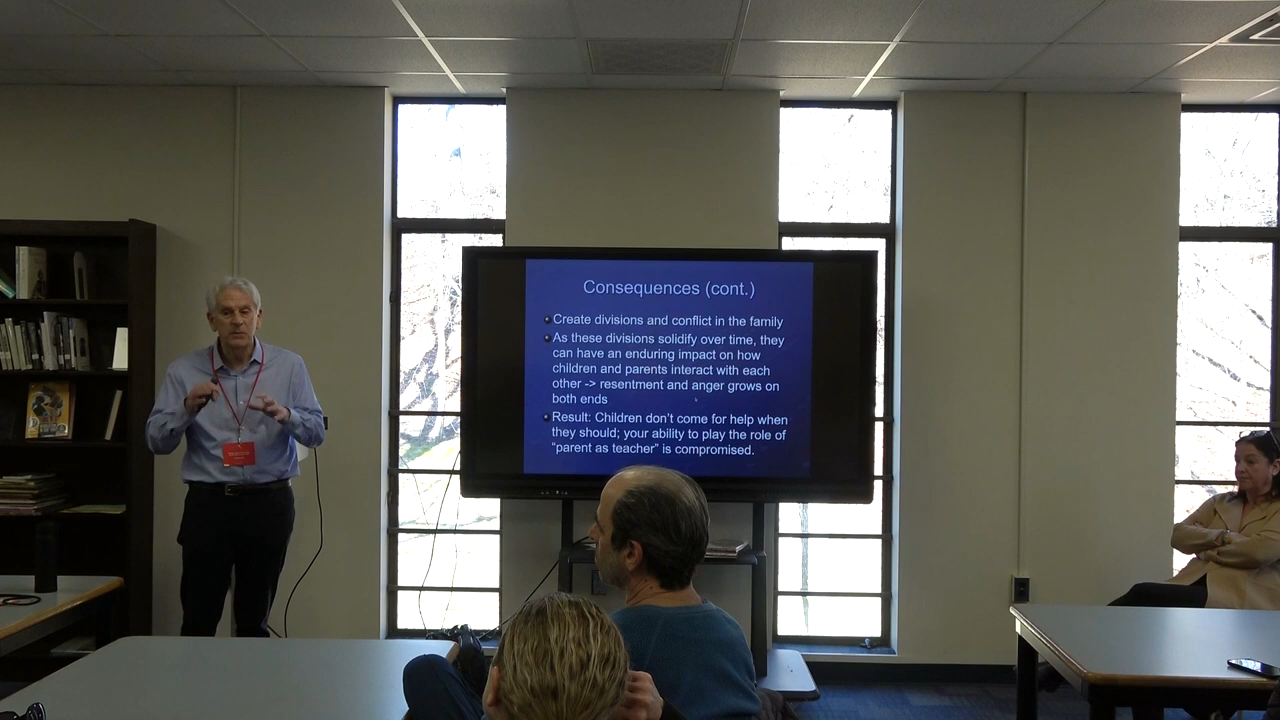 Consequences (cont.)
Create divisions and conflict in the family
As these divisions solidify over time, they
can have an enduring impact on how
children and parents interact with each
other -> resentment and anger grows on
both ends
Result: Children don't come for help when
they should; your ability to play the role of
“parent as teacher” is compromised.